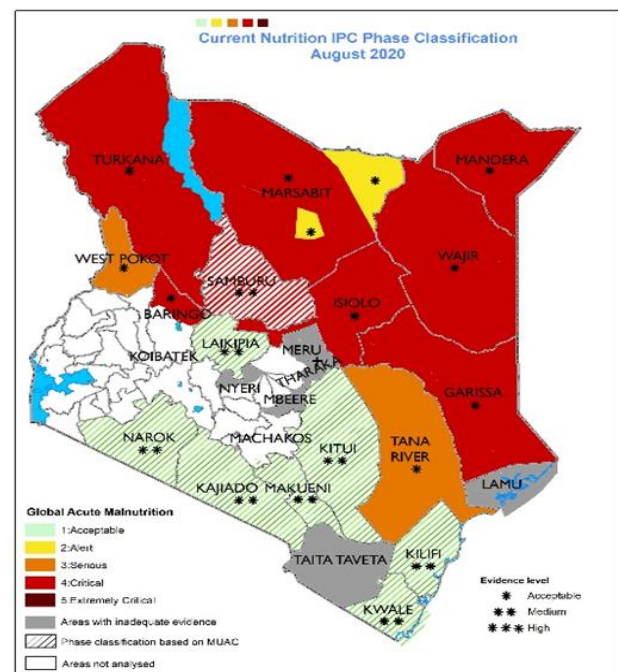 Current Nutrition IPC Phase Classification
August 2020
TURKANA
MANDERA
MARSABIT
WEST POKOT
WAJIR
SAMBURU
ISIOLO
BARINGO
LAIKIPIA
MERU
KOIBATEK
THARAKA
NYERI
GARISSA
MBEERE
NAROK
MACHAKOS
KITUI
TANA
RIVER
KAJIADO
MAKUENI
LAMU
TAITA TAVETA
KILIFI
KWALE
Global Acute Malnutrition
1:Acceptable
2:Alert
3:Serious
4:Critical
5:Extremely Critical
Areas with inadequate evidence
Phase classification based on MUAC
Areas not analysed
Evidence level
Acceptable
Medium
High